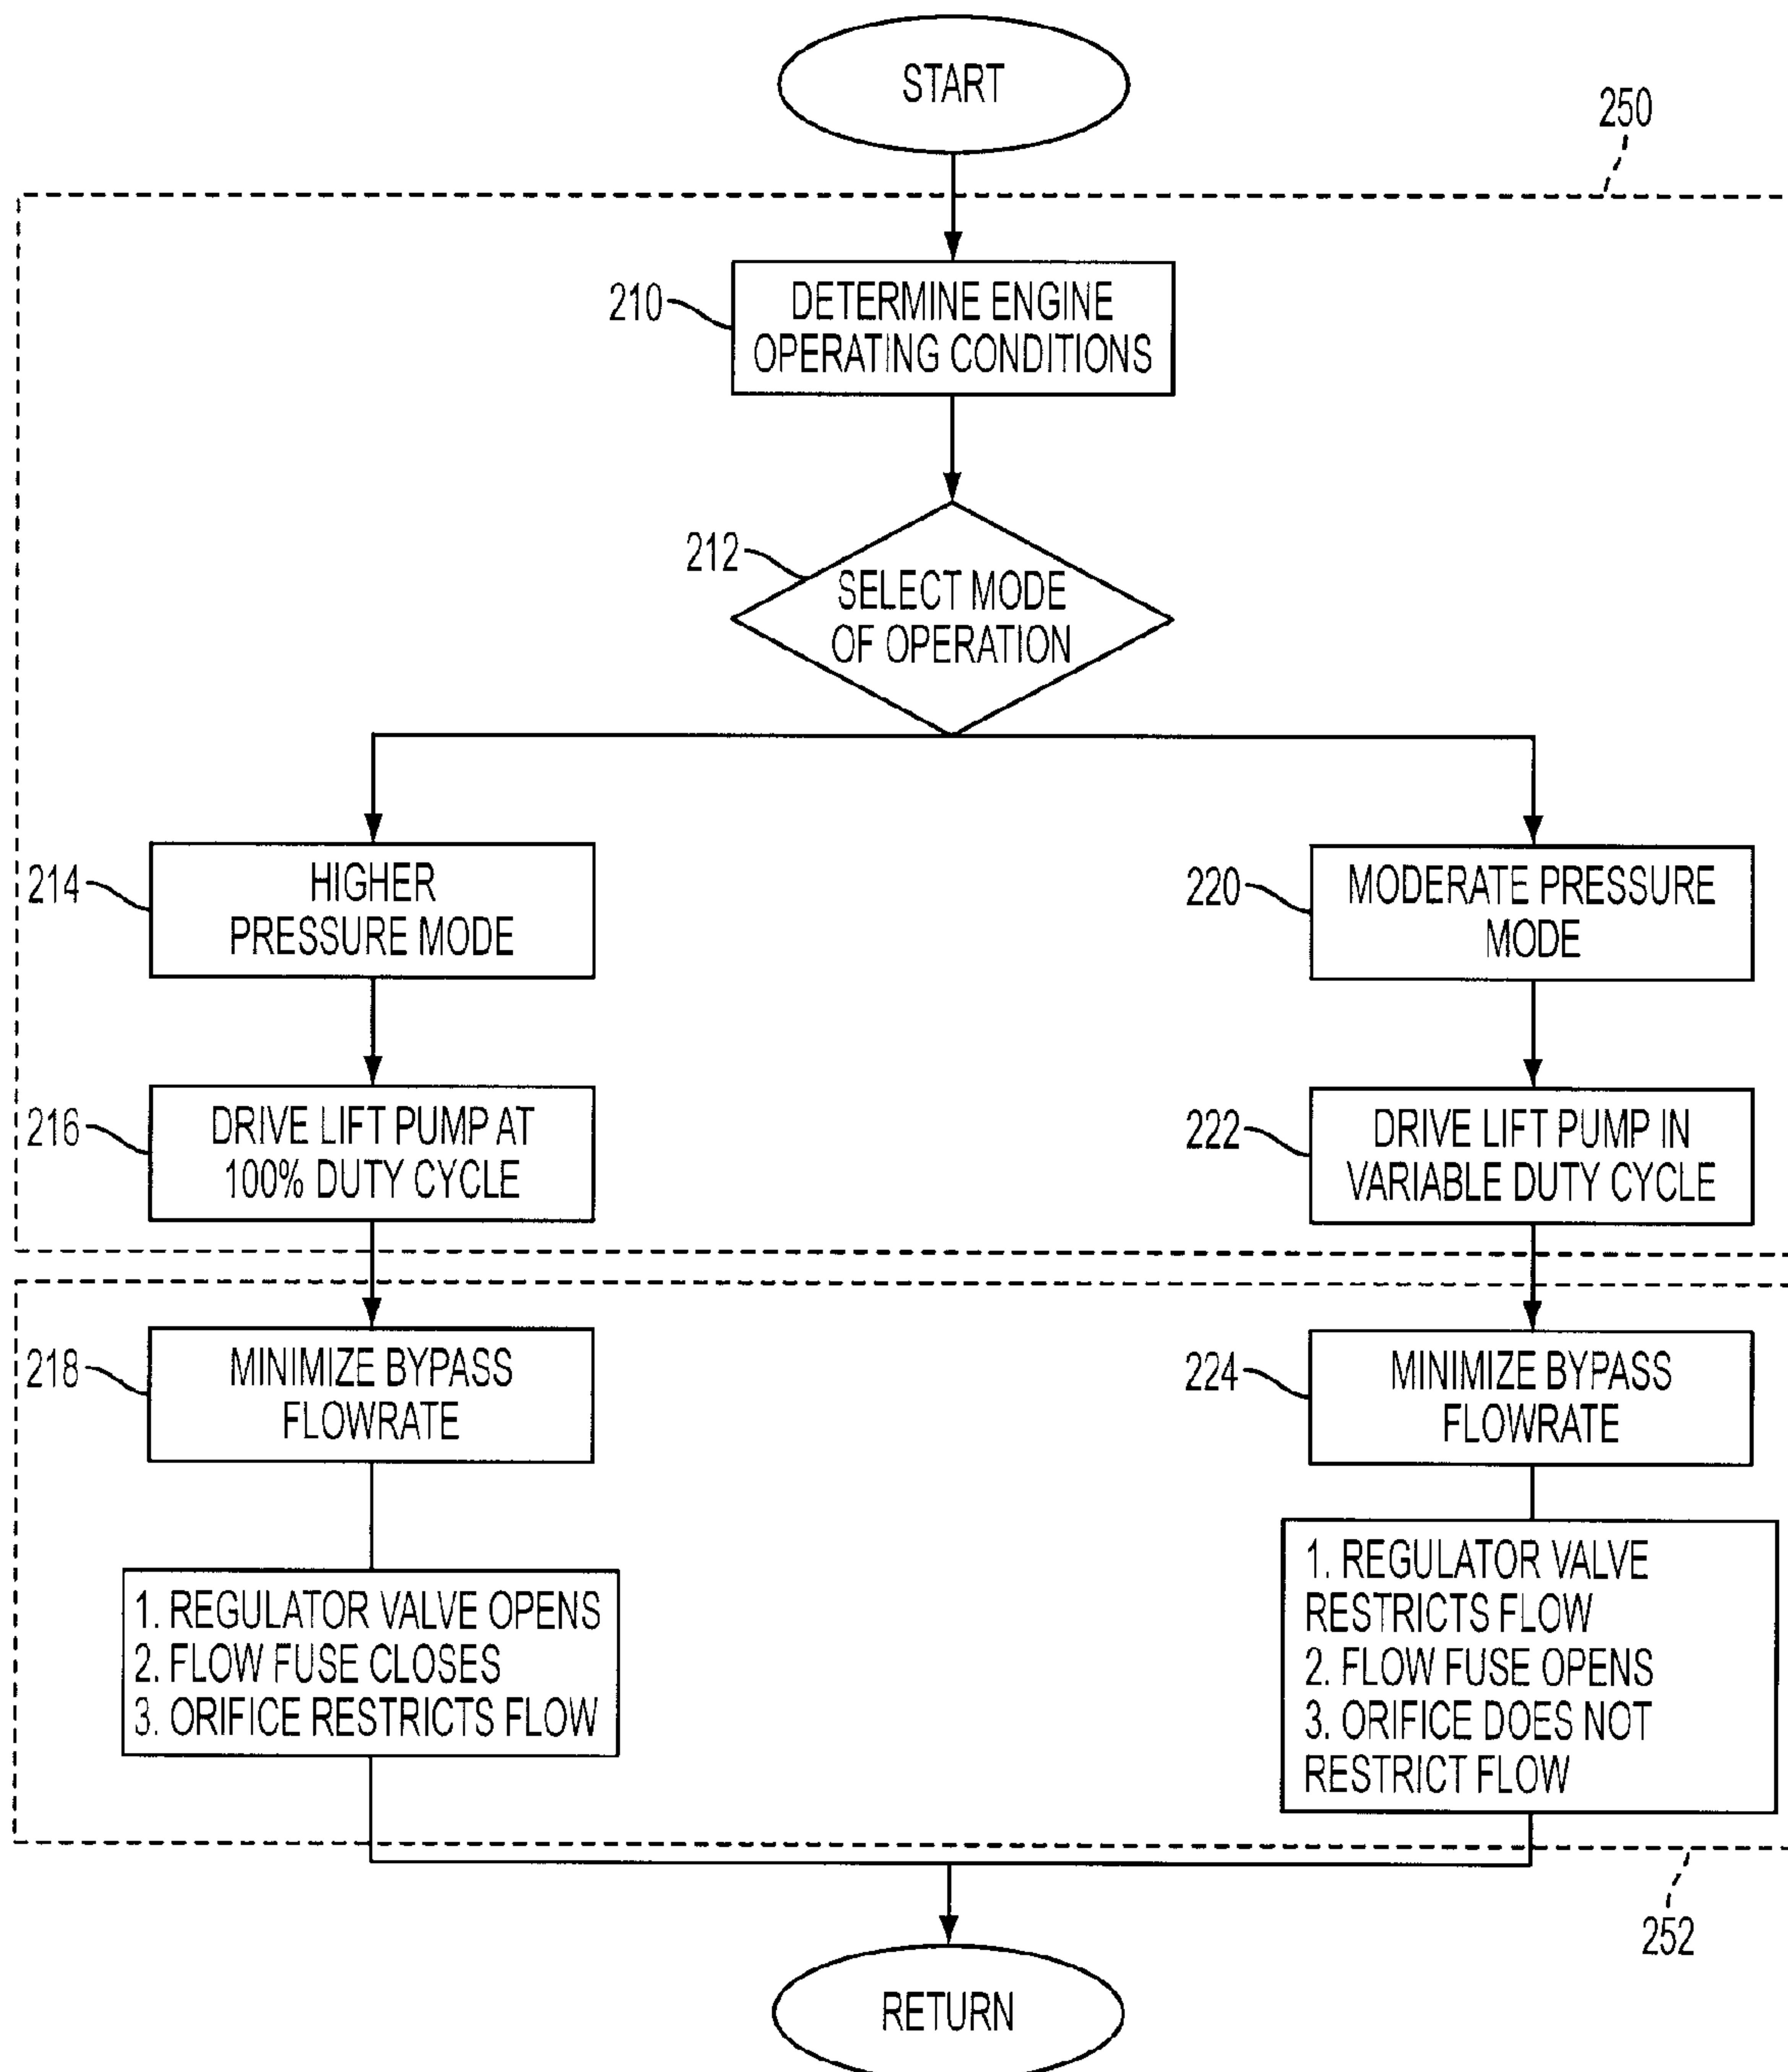 START
250
210
DETERMINE ENGINE
OPERATING CONDITIONS
212
SELECT MODE
OF OPERATION
214
HIGHER
PRESSURE MODE
220
MODERATE PRESSURE
MODE
216
DRIVE LIFT PUMP AT
100% DUTY CYCLE
222
DRIVE LIFT PUMP IN
VARIABLE DUTY CYCLE
218
MINIMIZE BYPASS
FLOWRATE
224
MINIMIZE BYPASS
FLOWRATE
1. REGULATOR VALVE OPENS
2. FLOW FUSE CLOSES
3. ORIFICE RESTRICTS FLOW
1. REGULATOR VALVE
RESTRICTS FLOW
2. FLOW FUSE OPENS
3. ORIFICE DOES NOT
RESTRICT FLOW
252
RETURN